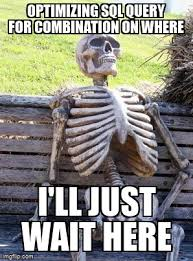 OPTIMIZING SQL QUERY
FOR COMBINATION ON WHERE
I'LL JUST
WAIT HERE
imgflip.com